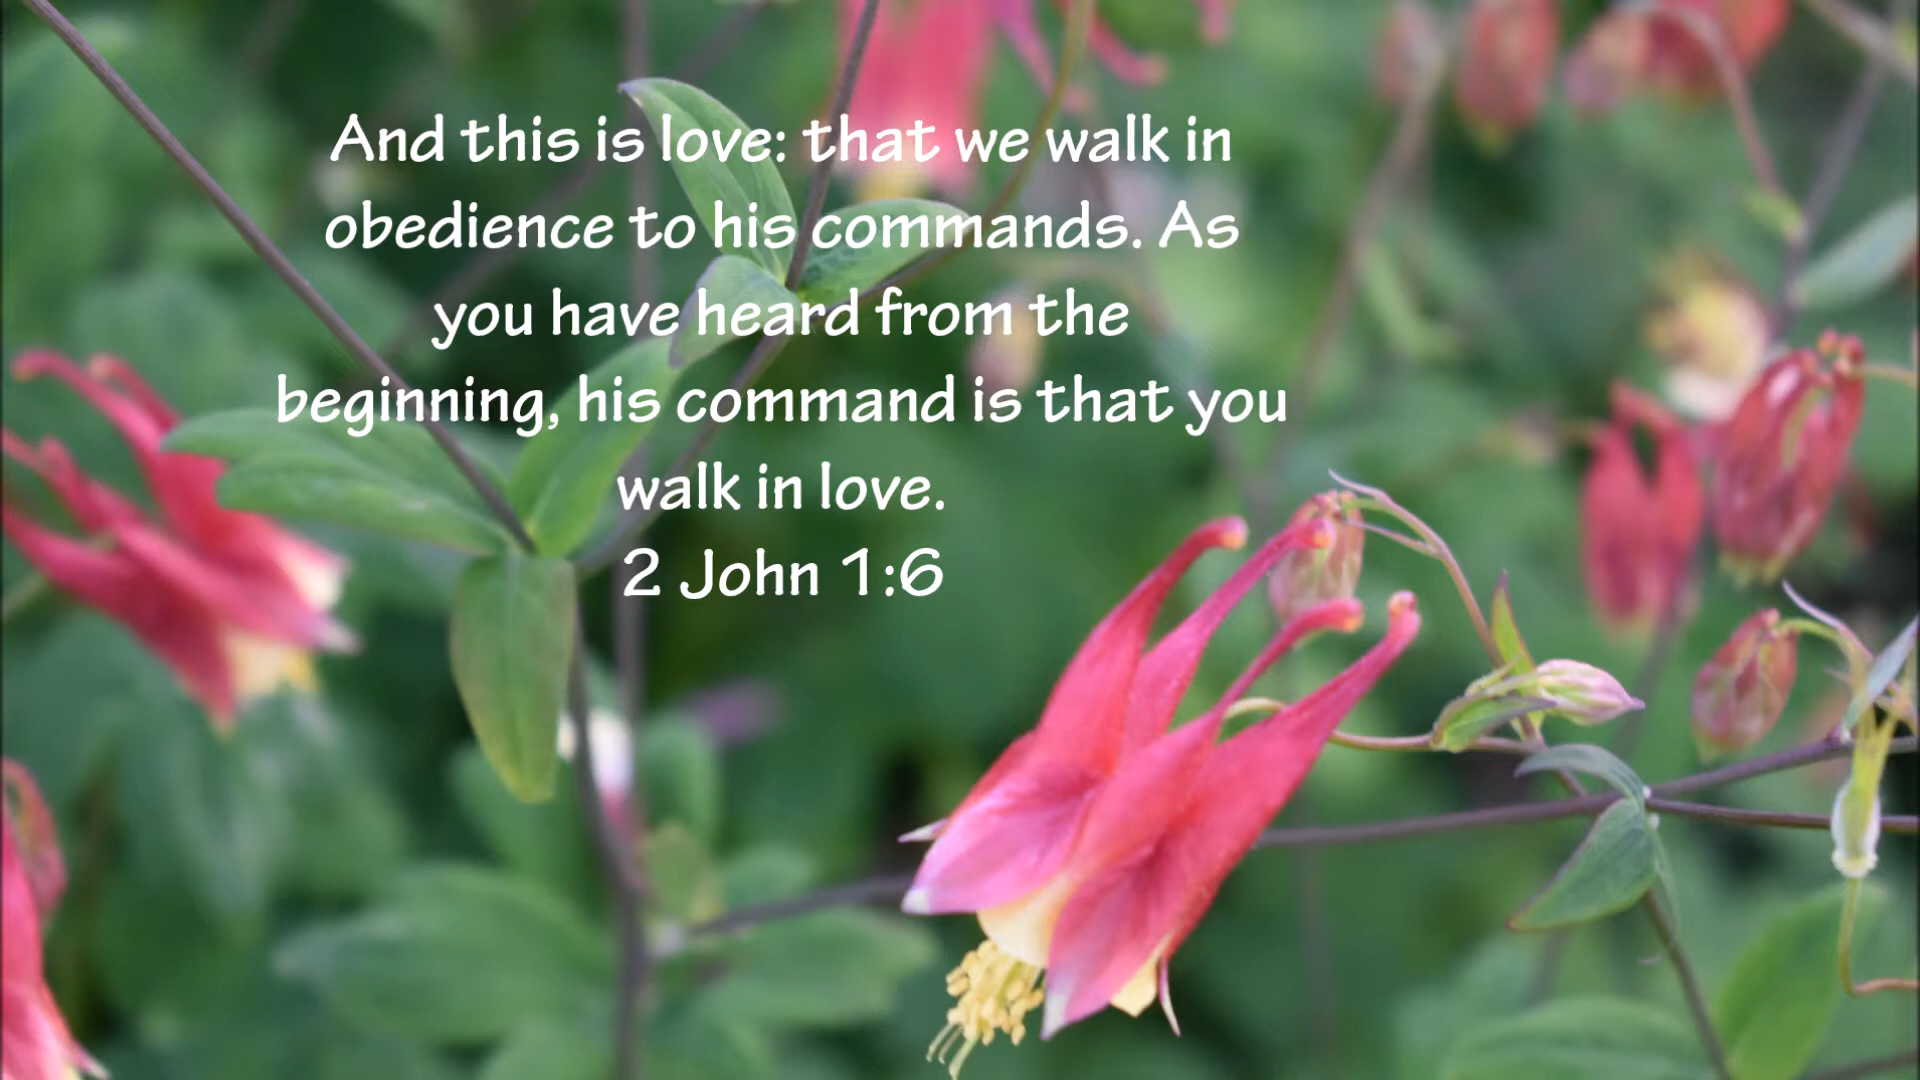 And this is love: that we walk in
obedience to his commands. As
you have heard from the
beginning, his command is that you
walk in love.
2 John 1:6